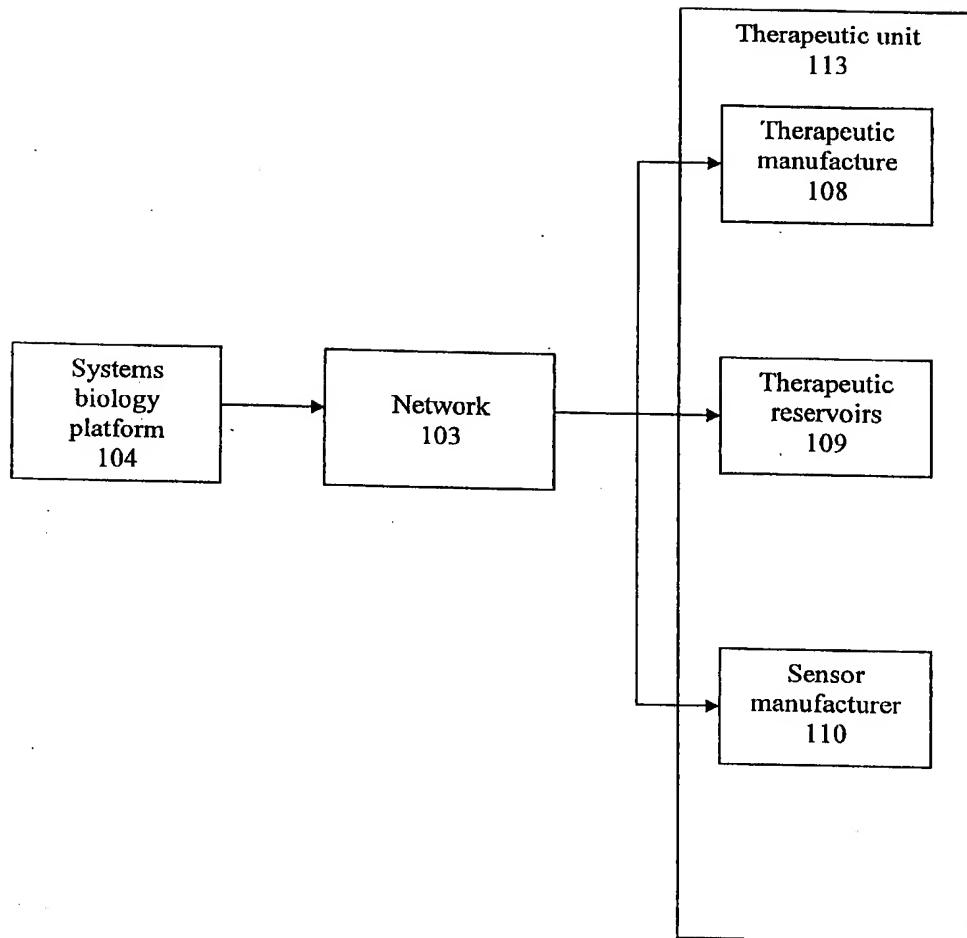 Therapeutic unit
113
Therapeutic
manufacture
108
Systems
biology
platform
104
Network
103
Therapeutic
reservoirs
109
Sensor
manufacturer
110